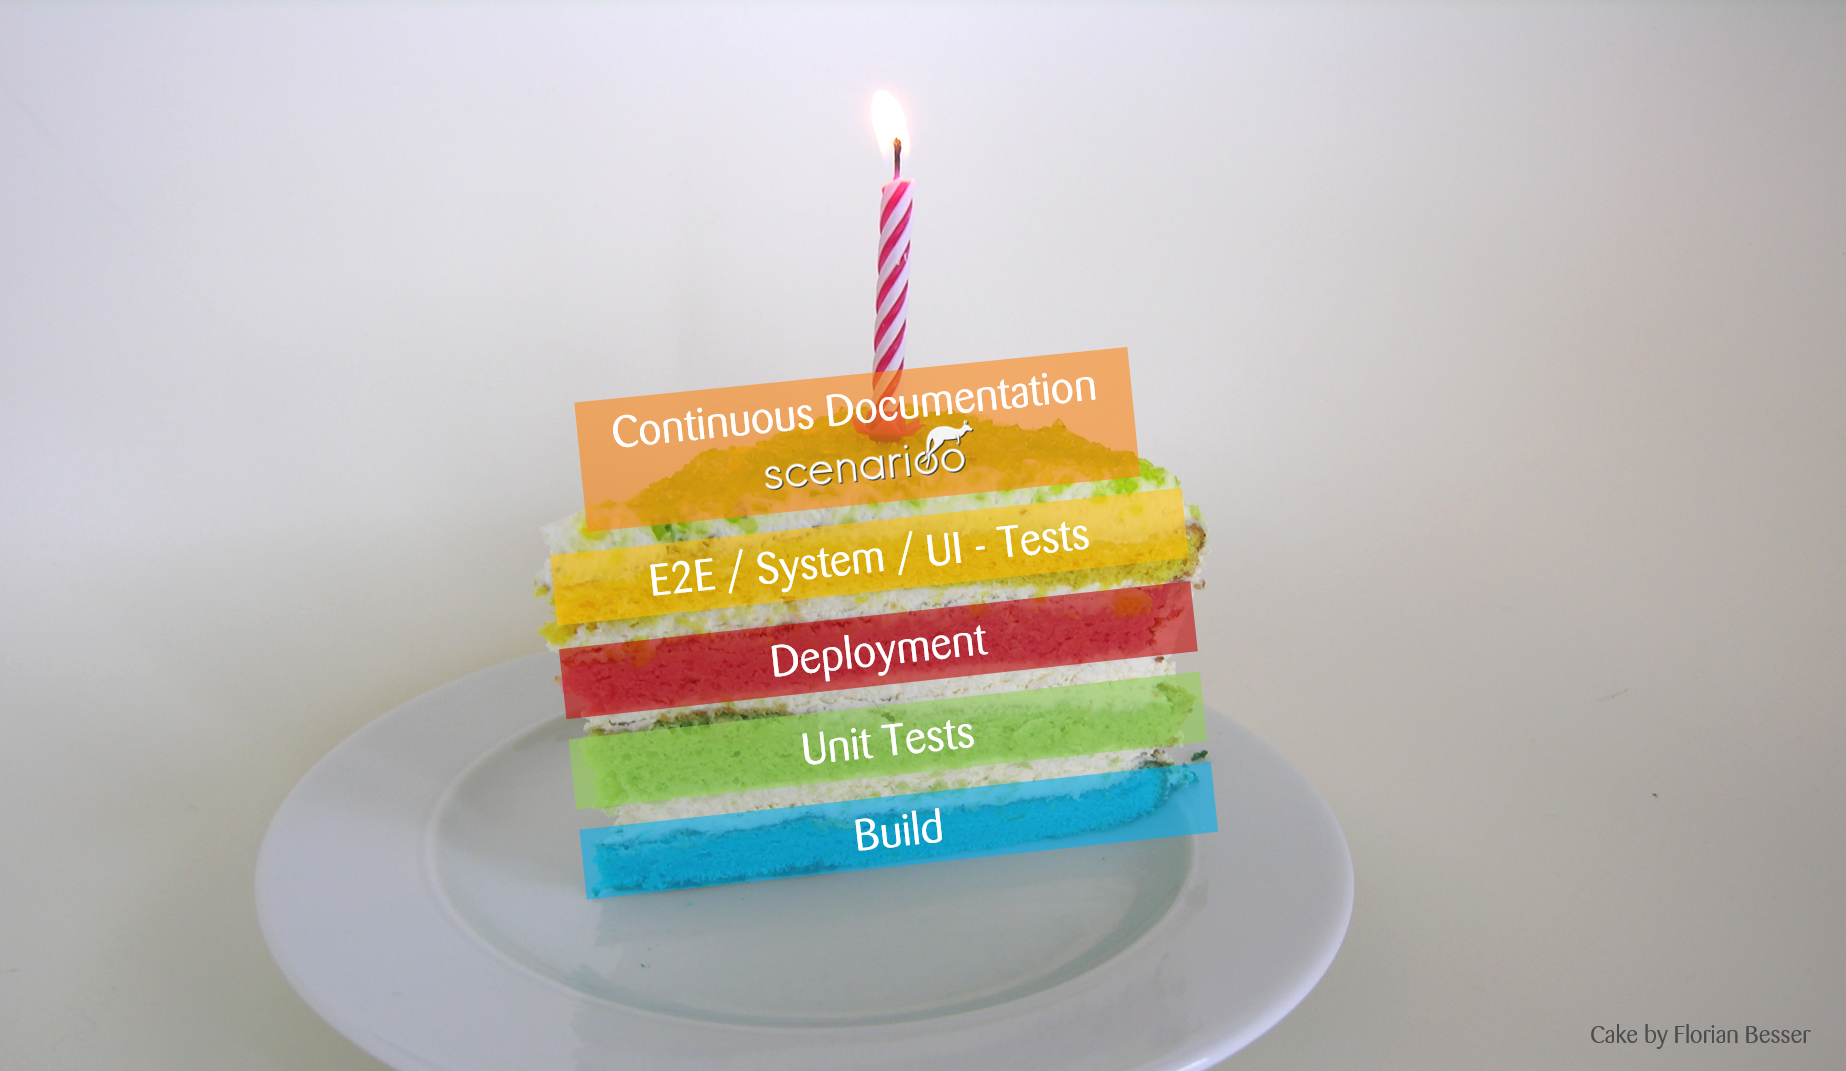 Continuous Documentation
scenarioo
E2E / System / UI - Tests
Deployment
Unit Tests
Build
Cake by Florian Besser